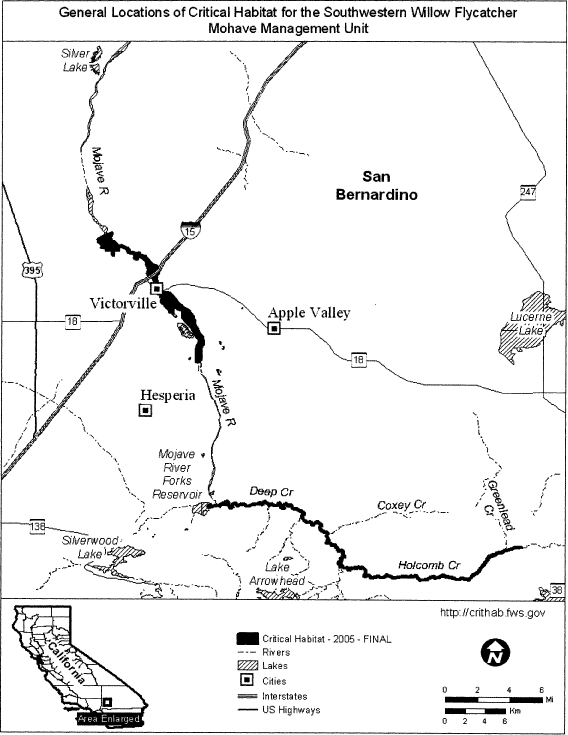 General Locations of Critical Habitat for the Southwestern Willow Flycatcher
Mohave Management Unit
Silver
Lake
Mojave R
San
Bernardino
247
15
395
Victorville
Apple Valley
Lucerne
Lake
18
18
Hesperia
Mojave R
Mojave
River
Forks
Reservoir
Deep Cr
Coxey Cr
Greenlead
Cr
138
Silverwood
Lake
Lake
Arrowhead
Holcomb Cr
38
http://crithab.fws.gov
California
Area Enlarged
Critical Habitat - 2005 - FINAL
Rivers
Lakes
Cities
Interstates
US Highways
N
0 2 4 6
Mi
Km
0 2 4 6